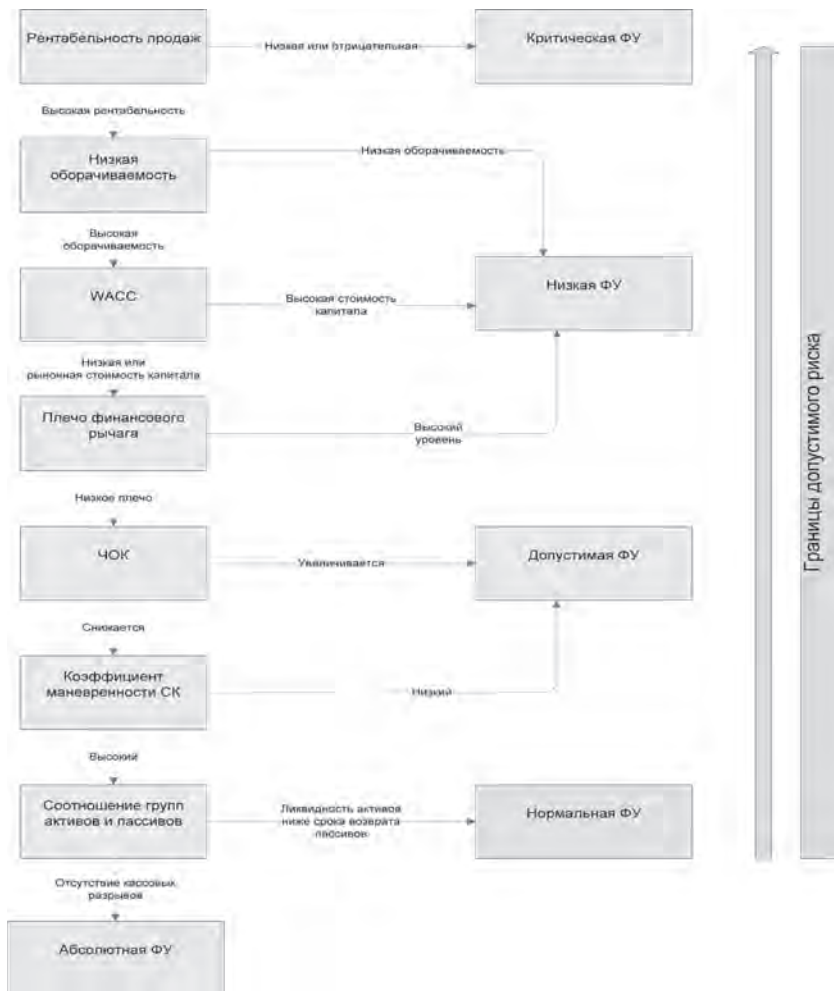 Рентабельность продаж
Низкая или отрицательная
Критическая ФУ
Высокая рентабельность
Низкая
оборачиваемость
Низкая оборачиваемость
Высокая
оборачиваемость
WACC
Высокая стоимость
капитала
Низкая ФУ
Низкая или
рыночная стоимость капитала
Плечо финансового
рычага
Высокий
уровень
Низкое плечо
ЧОК
Увеличивается
Допустимая ФУ
Снижается
Коэффициент
маневренности СК
Низкий
Высокий
Соотношение групп
активов и пассивов
Ликвидность активов
ниже срока возврата
пассивов
Нормальная ФУ
Отсутствие кассовых
разрывов
Абсолютная ФУ
Границы допустимого риска